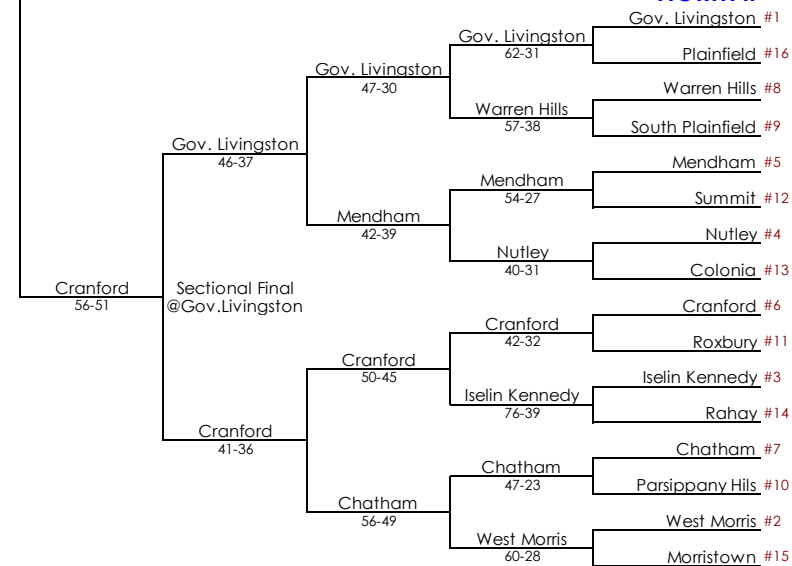 Gov. Livingston #1
Gov. Livingston
62-31
Plainfield #16
Gov. Livingston
47-30
Warren Hills #8
Warren Hills
57-38
South Plainfield #9
Gov. Livingston
46-37
Mendham #5
Mendham
54-27
Summit #12
Mendham
42-39
Nutley #4
Nutley
40-31
Colonia #13
Cranford
56-51
Sectional Final
@Gov.Livingston
Cranford #6
Cranford
42-32
Roxbury #11
Cranford
50-45
Iselin Kennedy #3
Iselin Kennedy
76-39
Rahay #14
Cranford
41-36
Chatham #7
Chatham
47-23
Parsippany Hils #10
Chatham
56-49
West Morris #2
West Morris
60-28
Morristown #15